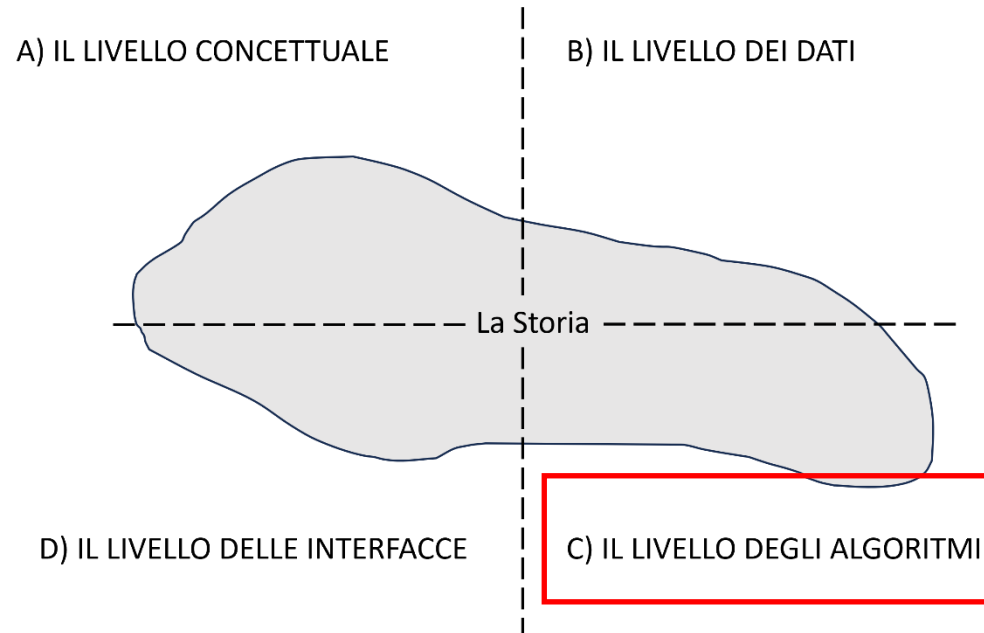 A) IL LIVELLO CONCETTUALE
B) IL LIVELLO DEI DATI
La Storia
D) IL LIVELLO DELLE INTERFACCE
C) IL LIVELLO DEGLI ALGORITMI